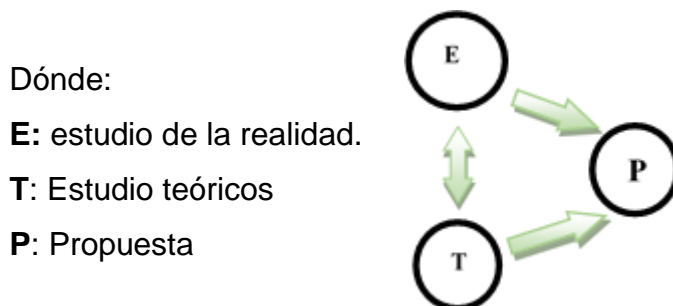 Dónde:
E: estudio de la realidad.
T: Estudio teóricos
P: Propuesta
E
P
T